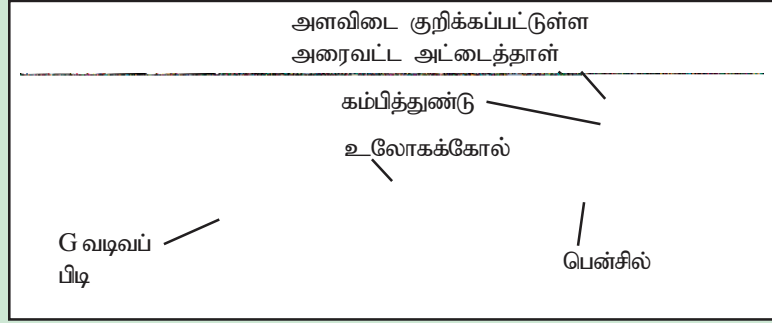 அளவிடை குறிக்கப்பட்டுள்ள
அரைவட்ட அட்டைத்தாள்
கம்பித்துண்டு
உலோகக்கோல்
G வடிவப்
பிடி
பென்சில்